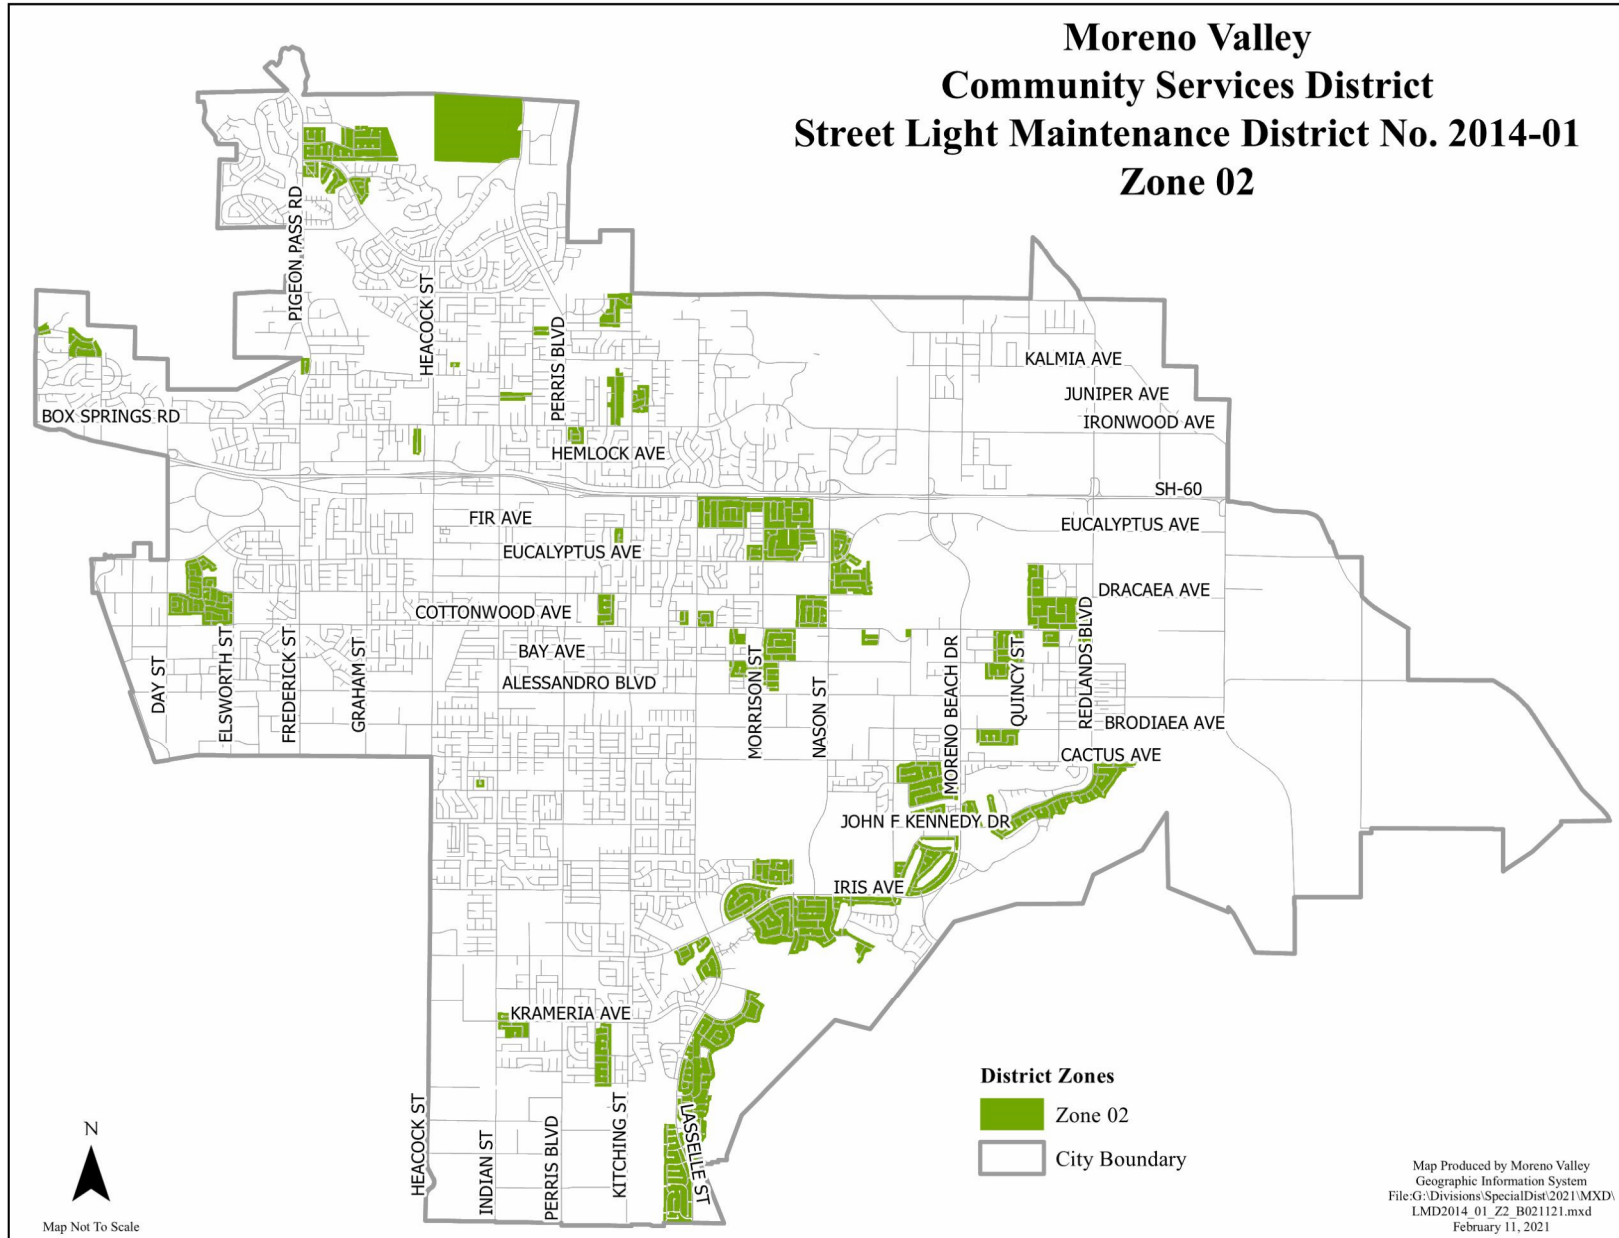 Moreno Valley
Community Services District
Street Light Maintenance District No. 2014-01
Zone 02
PIGEON PASS RD
HEACOCK ST
PERRIS BLVD
KALMIA AVE
JUNIPER AVE
IRONWOOD AVE
BOX SPRINGS RD
HEMLOCK AVE
SH-60
FIR AVE
EUCALYPTUS AVE
EUCALYPTUS AVE
DRACAEA AVE
COTTONWOOD AVE
BAY AVE
ALESSANDRO BLVD
DAY ST
ELSWORTH ST
FREDERICK ST
GRAHAM ST
MORRISON ST
NASON ST
MORENO BEACH DR
QUINCY ST
REDLANDS BLVD
BRODIAEA AVE
CACTUS AVE
JOHN F KENNEDY DR
IRIS AVE
KRAMERIA AVE
HEACOCK ST
INDIAN ST
PERRIS BLVD
KITCHING ST
LASSELLE ST
District Zones
Zone 02
City Boundary
N
Map Not To Scale
Map Produced by Moreno Valley
Geographic Information System
File:G:\Divisions\SpecialDist\2021\MXD\
LMD2014_01_Z2_B021121.mxd
February 11, 2021